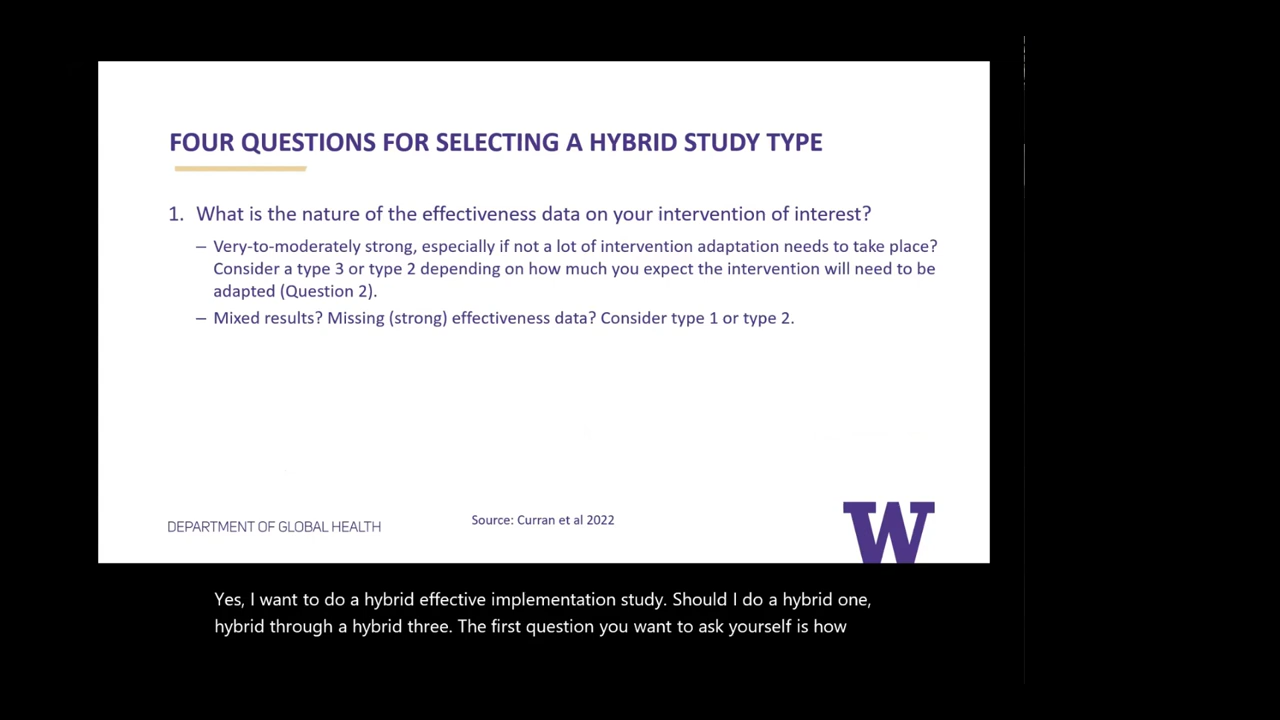 FOUR QUESTIONS FOR SELECTING A HYBRID STUDY TYPE
1. What is the nature of the effectiveness data on your intervention of interest?
– Very-to-moderately strong, especially if not a lot of intervention adaptation needs to take place?
Consider a type 3 or type 2 depending on how much you expect the intervention will need to be
adapted (Question 2).
– Mixed results? Missing (strong) effectiveness data? Consider type 1 or type 2.
DEPARTMENT OF GLOBAL HEALTH
Source: Curran et al 2022
W
Yes, I want to do a hybrid effective implementation study. Should I do a hybrid one,
hybrid through a hybrid three. The first question you want to ask yourself is how